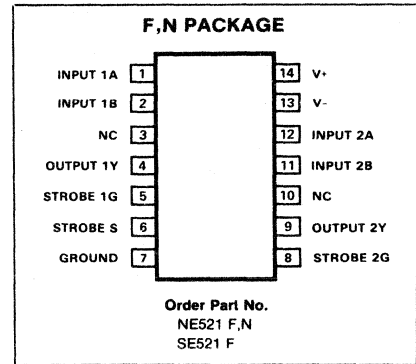 F,N PACKAGE
INPUT 1A 1 14 V+
INPUT 1B 2 13 V-
NC 3 12 INPUT 2A
OUTPUT 1Y 4 11 INPUT 2B
STROBE 1G 5 10 NC
STROBE S 6 9 OUTPUT 2Y
GROUND 7 8 STROBE 2G
Order Part No.
NE521 F,N
SE521 F